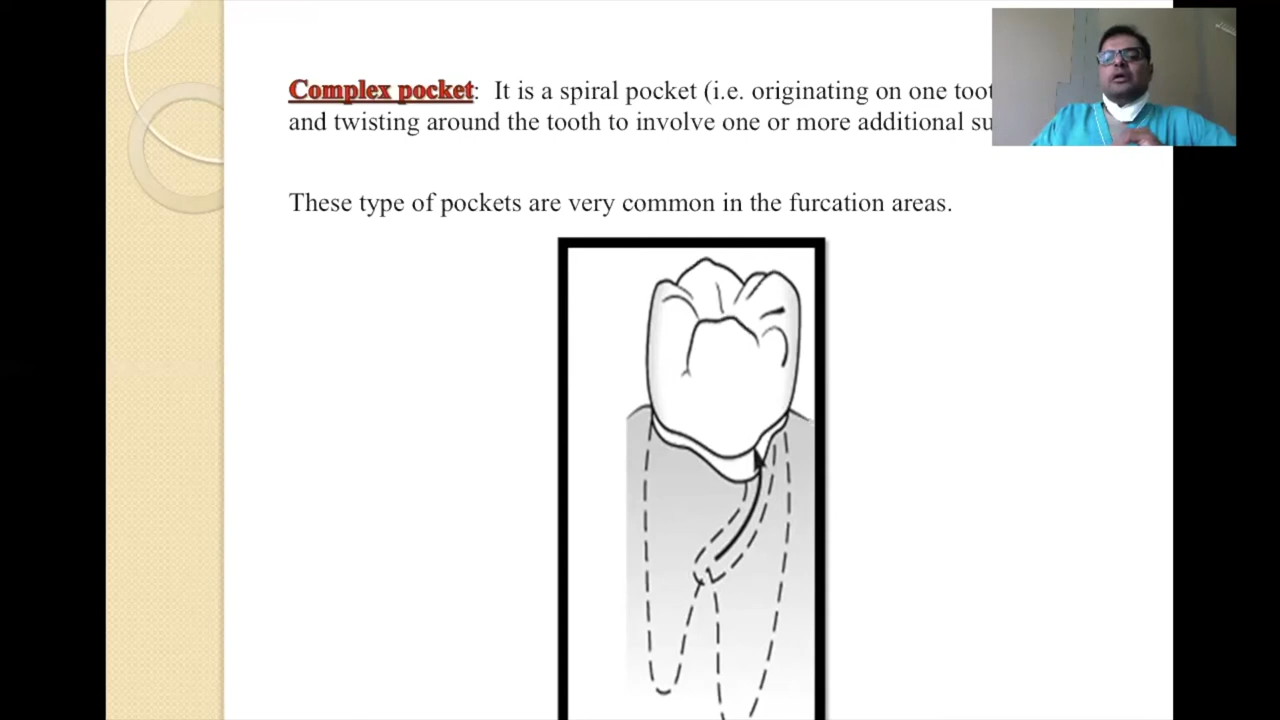 Complex pocket: It is a spiral pocket (i.e. originating on one
and twisting around the tooth to involve one or more additional
These type of pockets are very common in the furcation areas.